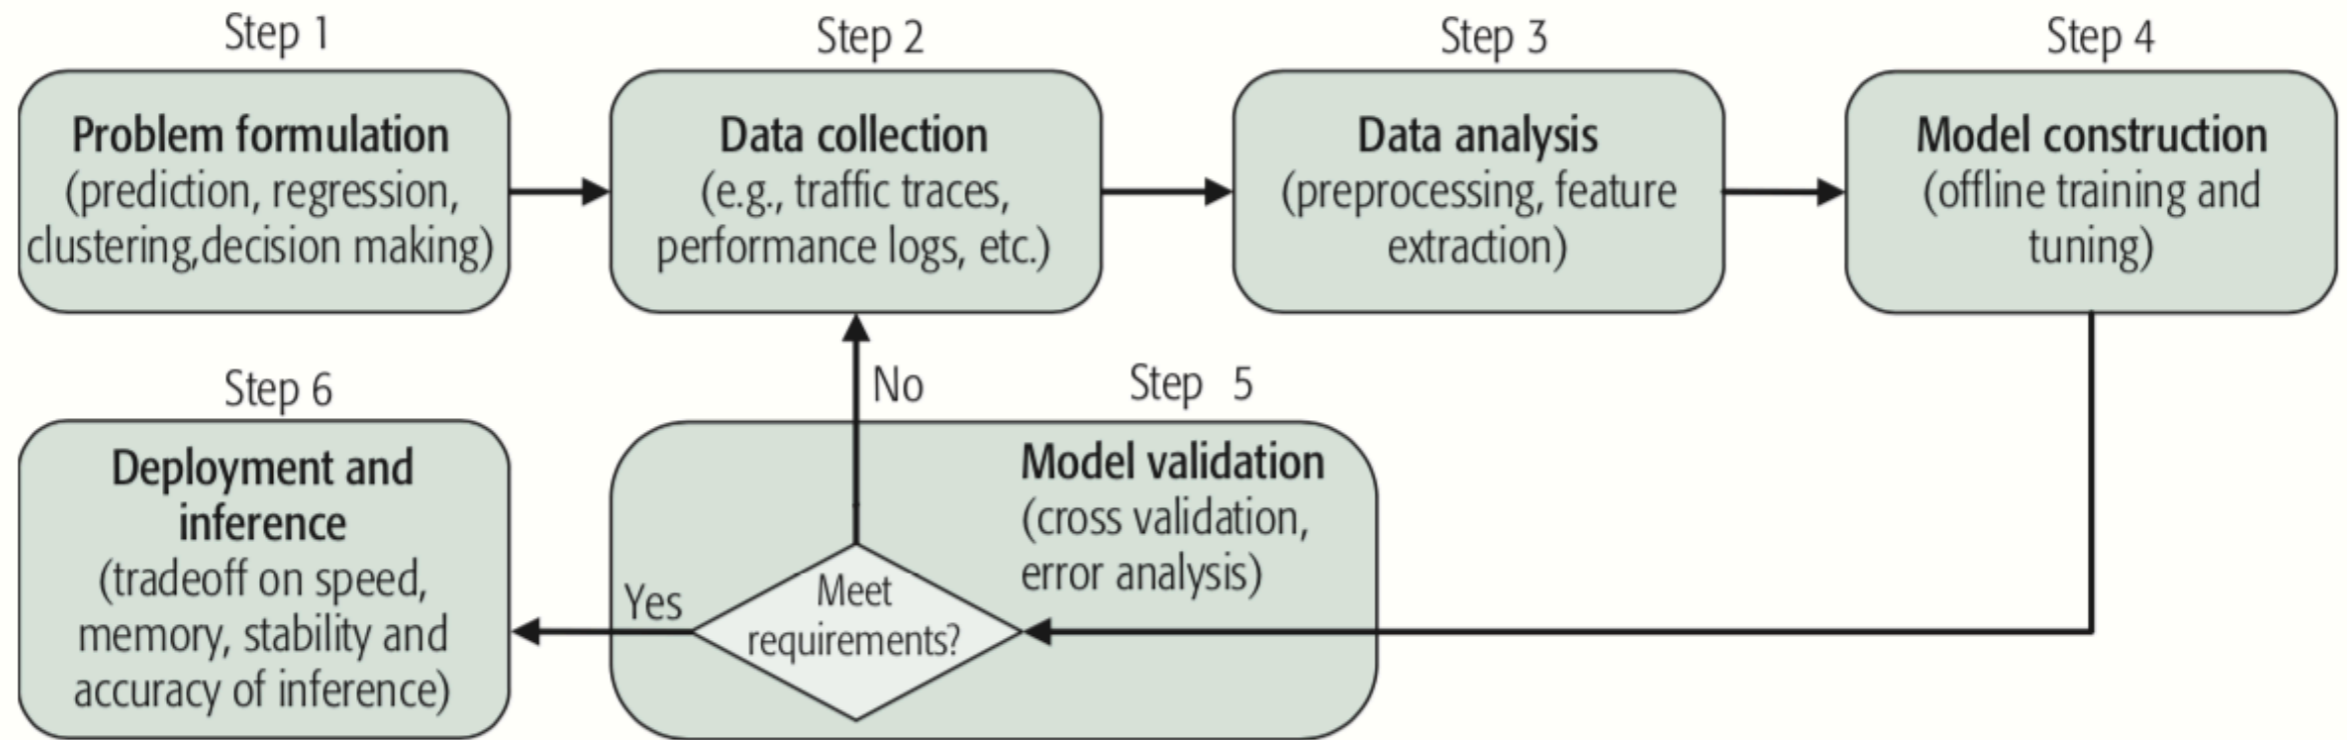 Step 1
Problem formulation
(prediction, regression,
clustering,decision making)
Step 2
Data collection
(e.g., traffic traces,
performance logs, etc.)
Step 3
Data analysis
(preprocessing, feature
extraction)
Step 4
Model construction
(offline training and
tuning)
No
Step 5
Model validation
(cross validation,
error analysis)
Meet
requirements?
Yes
Step 6
Deployment and
inference
(tradeoff on speed,
memory, stability and
accuracy of inference)